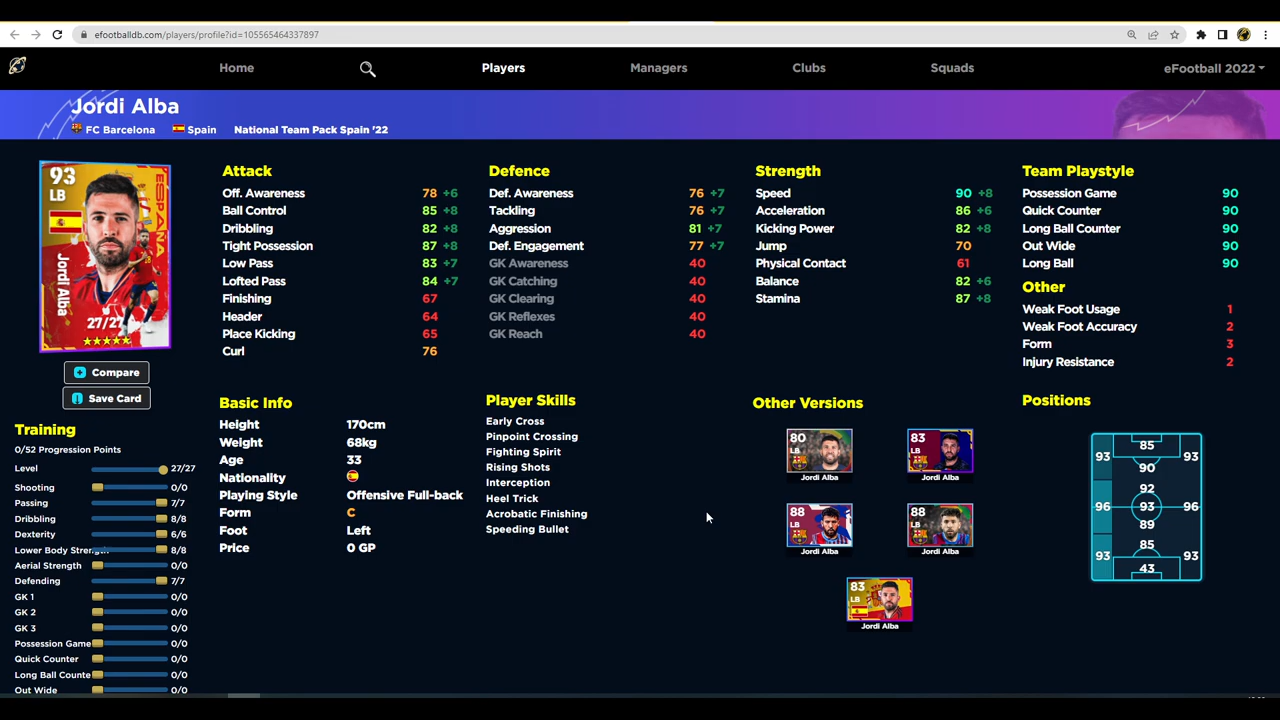 efootballdb.com/players/profile?id=105565464337897
Home
Players
Managers
Clubs
Squads
eFootball 2022
Jordi Alba
FC Barcelona Spain National Team Pack Spain '22
93
LB
ESPAÑA
Jordi Alba
27/27
Compare
Save Card
Training
0/52 Progression Points
Level 27/27
Shooting 0/0
Passing 7/7
Dribbling 8/8
Dexterity 6/6
Lower Body Streng
8/8
Aerial Strength 0/0
Defending 7/7
GK 1 0/0
GK 2 0/0
GK 3 0/0
Possession Game 0/0
Quick Counter 0/0
Long Ball Counte 0/0
Out Wide 0/0
Attack
Off. Awareness 78 +6
Ball Control 85 +8
Dribbling 82 +8
Tight Possession 87 +8
Low Pass 83 +7
Lofted Pass 84 +7
Finishing 67
Header 64
Place Kicking 65
Curl 76
Defence
Def. Awareness 76 +7
Tackling 76 +7
Aggression 81 +7
Def. Engagement 77 +7
GK Awareness 40
GK Catching 40
GK Clearing 40
GK Reflexes 40
GK Reach 40
Strength
Speed 90 +8
Acceleration 86 +6
Kicking Power 82 +8
Jump 70
Physical Contact 61
Balance 82 +6
Stamina 87 +8
Team Playstyle
Possession Game 90
Quick Counter 90
Long Ball Counter 90
Out Wide 90
Long Ball 90
Other
Weak Foot Usage 1
Weak Foot Accuracy 2
Form 3
Injury Resistance 2
Basic Info
Height 170cm
Weight 68kg
Age 33
Nationality
Playing Style Offensive Full-back
Form C
Foot Left
Price 0 GP
Player Skills
Early Cross
Pinpoint Crossing
Fighting Spirit
Rising Shots
Interception
Heel Trick
Acrobatic Finishing
Speeding Bullet
Other Versions
80
LB
Jordi Alba
83
LB
Jordi Alba
88
LB
Jordi Alba
88
LB
Jordi Alba
83
LB
Jordi Alba
Positions
85
93 90 93
92
96 93 96
89
85
93 93
43